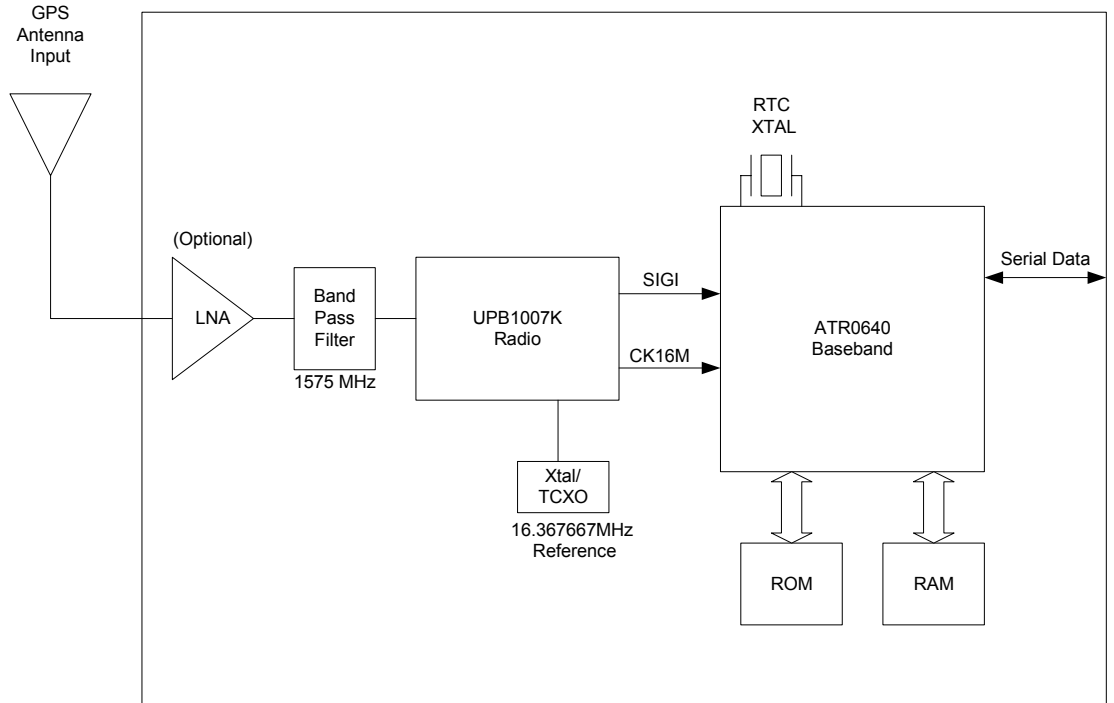 GPS
Antenna
Input
(Optional)
LNA
Band
Pass
Filter
1575 MHz
UPB1007K
Radio
Xtal/
TCXO
16.367667MHz
Reference
SIGI
CK16M
RTC
XTAL
ATR0640
Baseband
Serial Data
ROM
RAM